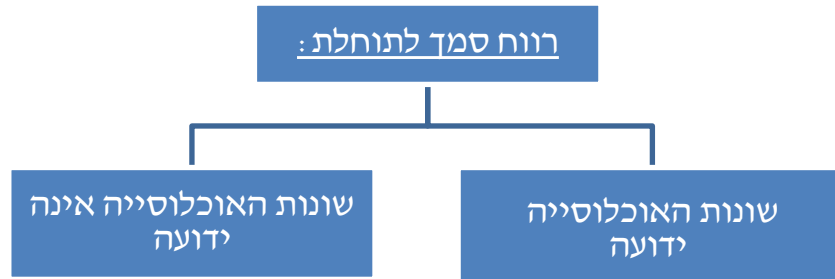 רווח סמך לתוחלת :
שונות האוכלוסייה
ידועה
שונות האוכלוסייה אינה
ידועה